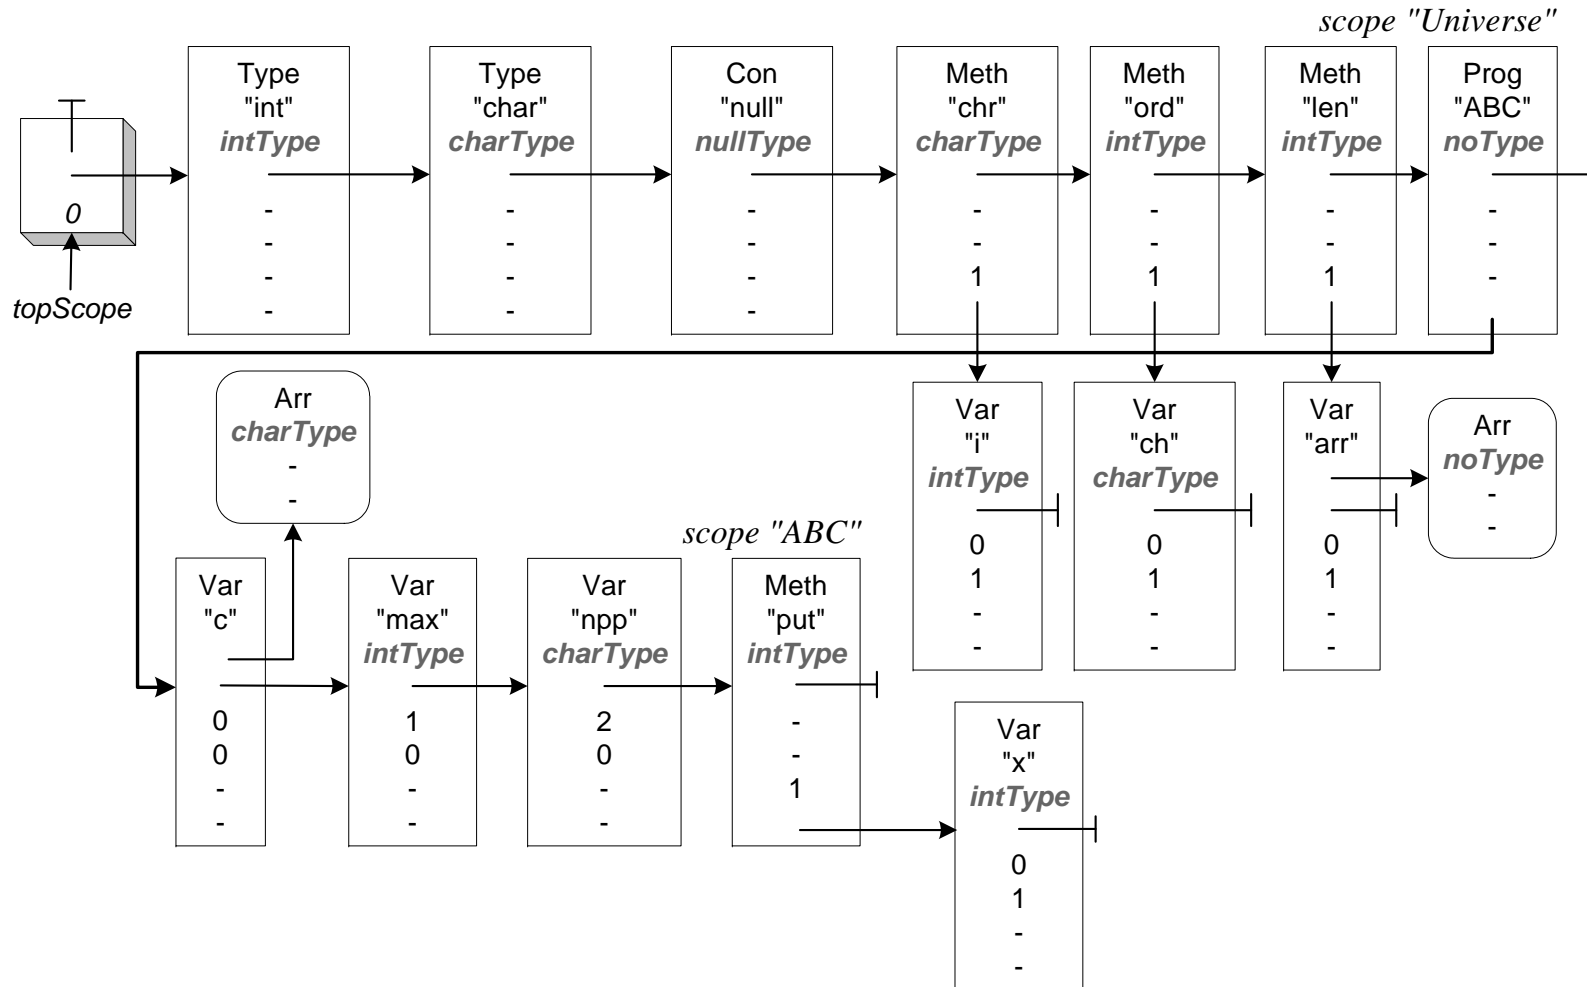 scope "Universe"
Type
"int"
intType
-
-
-
-
Type
"char"
charType
-
-
-
-
Con
"null"
nullType
-
-
-
-
Meth
"chr"
charType
-
-
1
Meth
"ord"
intType
-
-
1
Meth
"len"
intType
-
-
1
Prog
"ABC"
noType
-
-
-
0
topScope
Arr
charType
-
-
Var
"i"
intType
0
1
-
-
Var
"ch"
charType
0
1
-
-
Var
"arr"
0
1
-
-
Arr
noType
-
-
scope "ABC"
Var
"c"
0
0
-
-
Var
"max"
intType
1
0
-
-
Var
"npp"
charType
2
0
-
-
Meth
"put"
intType
-
-
1
Var
"x"
intType
0
1
-
-